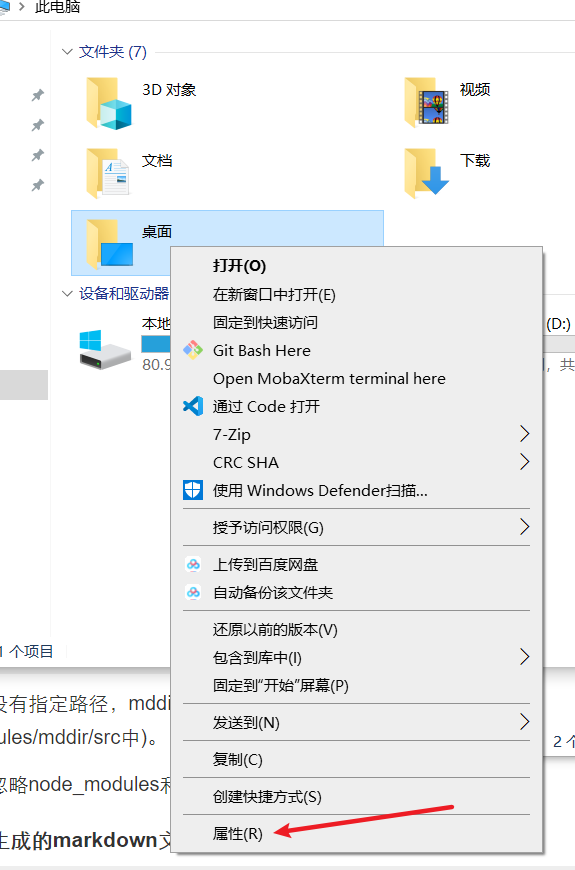 此电脑
文件夹 (7)
3D 对象
视频
文档
下载
桌面
打开(O)
在新窗口中打开(E)
设备和驱动器
固定到快速访问
本地
(D:)
Git Bash Here
80.9
共
Open MobaXterm terminal here
通过 Code 打开
7-Zip
CRC SHA
使用 Windows Defender扫描...
授予访问权限(G)
上传到百度网盘
自动备份该文件夹
还原以前的版本(V)
个项目
包含到库中(I)
固定到“开始”屏幕(P)
没有指定路径，mddi
发送到(N)
ules/mddir/src中)。
2 个
复制(C)
忽略node_modules和
创建快捷方式(S)
生成的markdown文
属性(R)